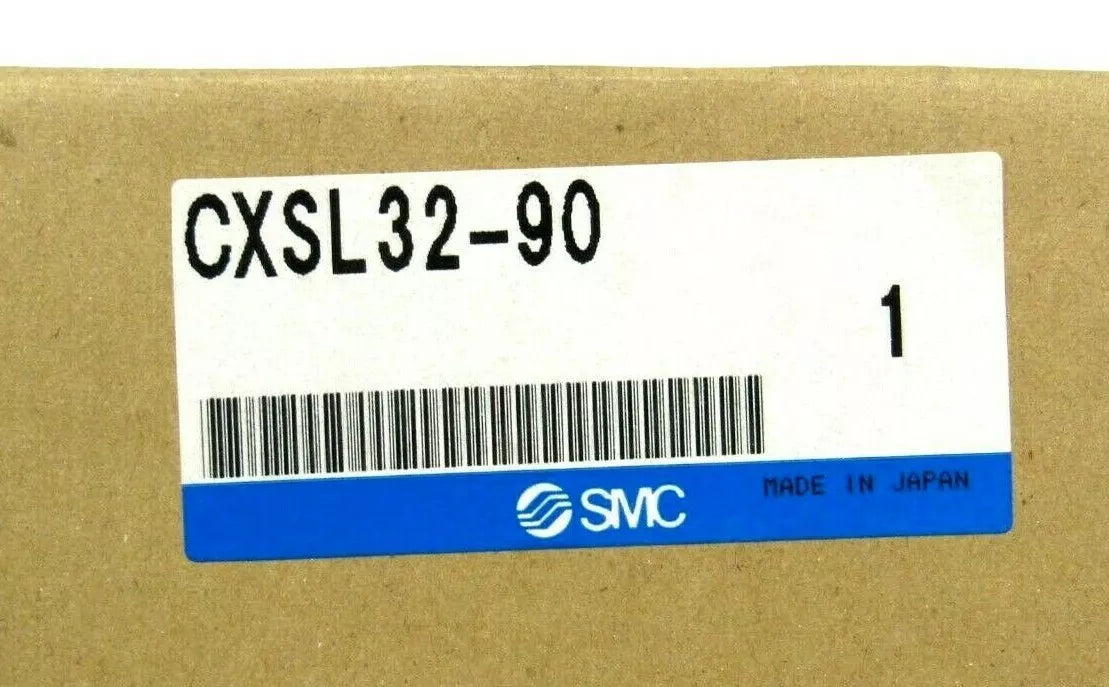 CXSL32-90
1
SMC
MADE IN JAPAN